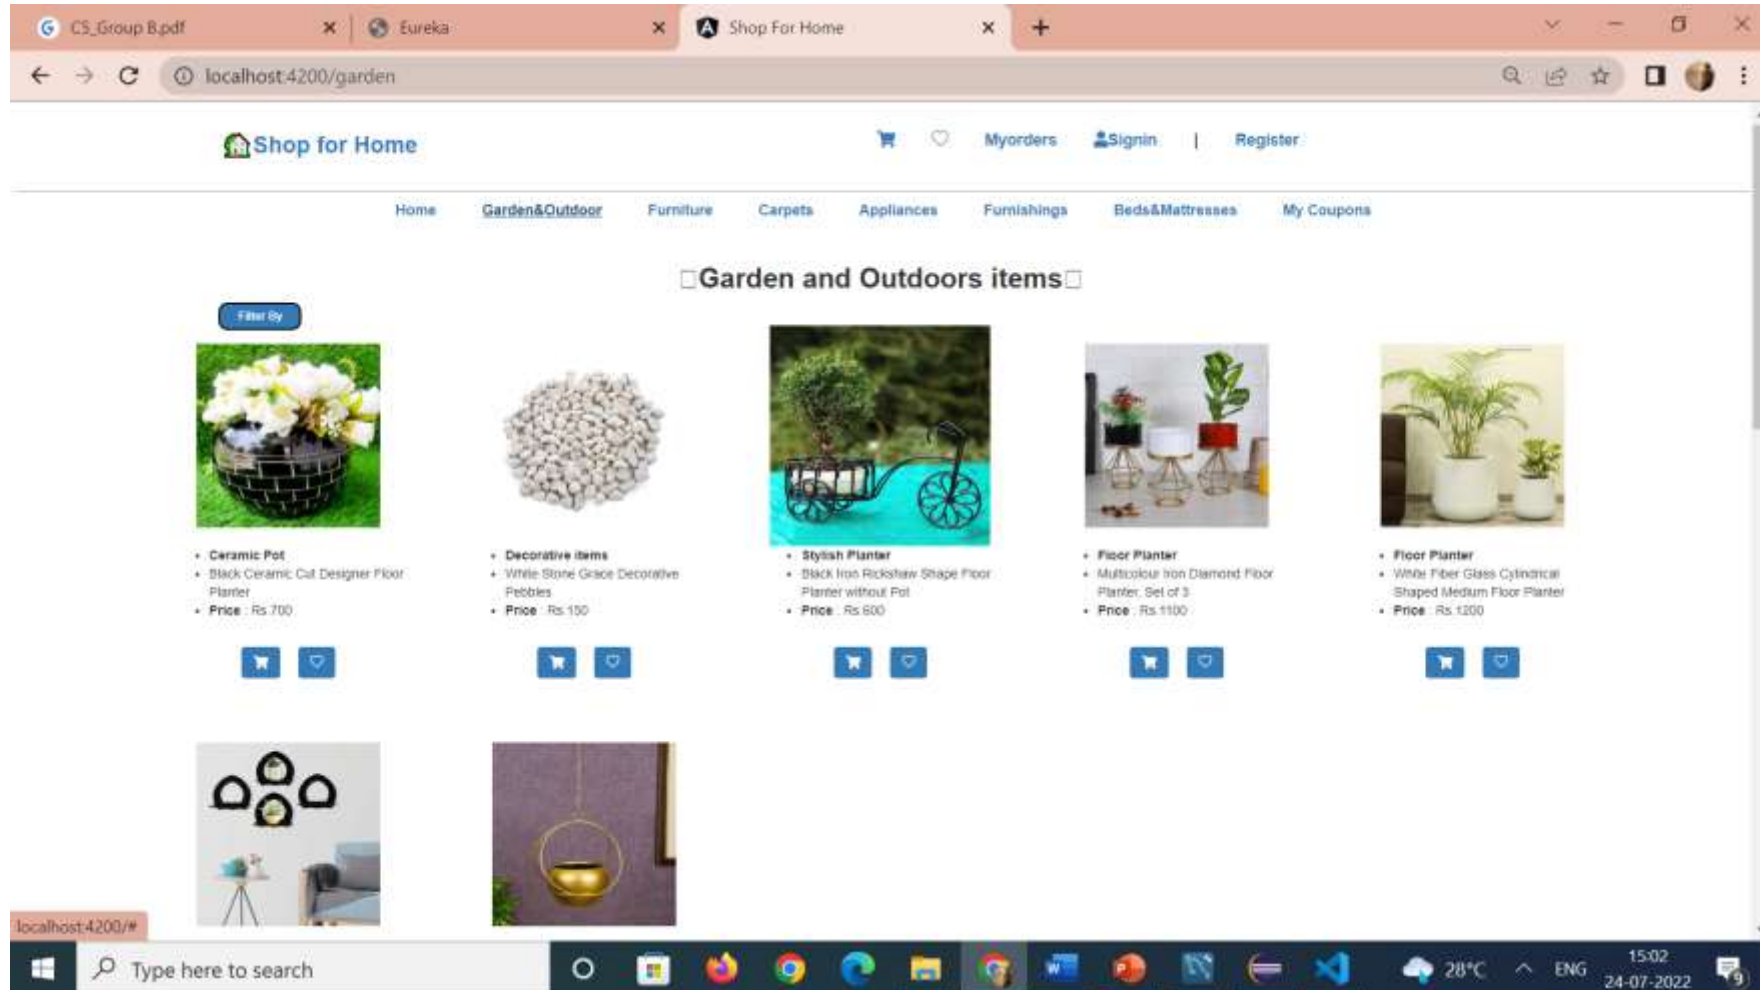 CS_Group B.pdf
Eureka
Shop For Home
localhost:4200/garden
Shop for Home
Myorders
Signin | Register
Home Garden&Outdoor Furniture Carpets Appliances Furnishings Beds&Mattresses My Coupons
Garden and Outdoors items
Filter By
Ceramic Pot
Black Ceramic Cut Designer Floor
Planter
Price : Rs.700
Decorative items
White Stone Grace Decorative
Pebbles
Price : Rs.150
Stylish Planter
Black Iron Rickshaw Shape Floor
Planter without Pot
Price : Rs.600
Floor Planter
Multicolour Iron Diamond Floor
Planter, Set of 3
Price : Rs.1100
Floor Planter
White Fiber Glass Cylindrical
Shaped Medium Floor Planter
Price : Rs.1200
localhost:4200/#
Type here to search
28°C
ENG
15:02
24-07-2022
9